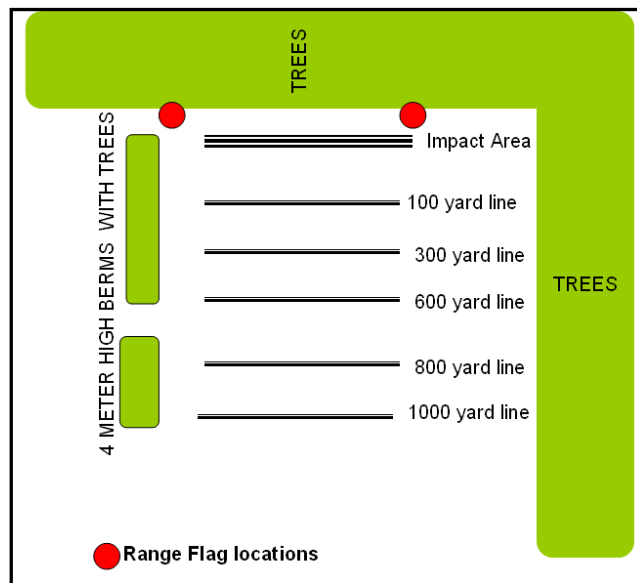 TREES
4 METER HIGH BERMS  WITH TREES
Impact Area
100 yard line
300 yard line
TREES
600 yard line
800 yard line
1000 yard line
Range Flag locations